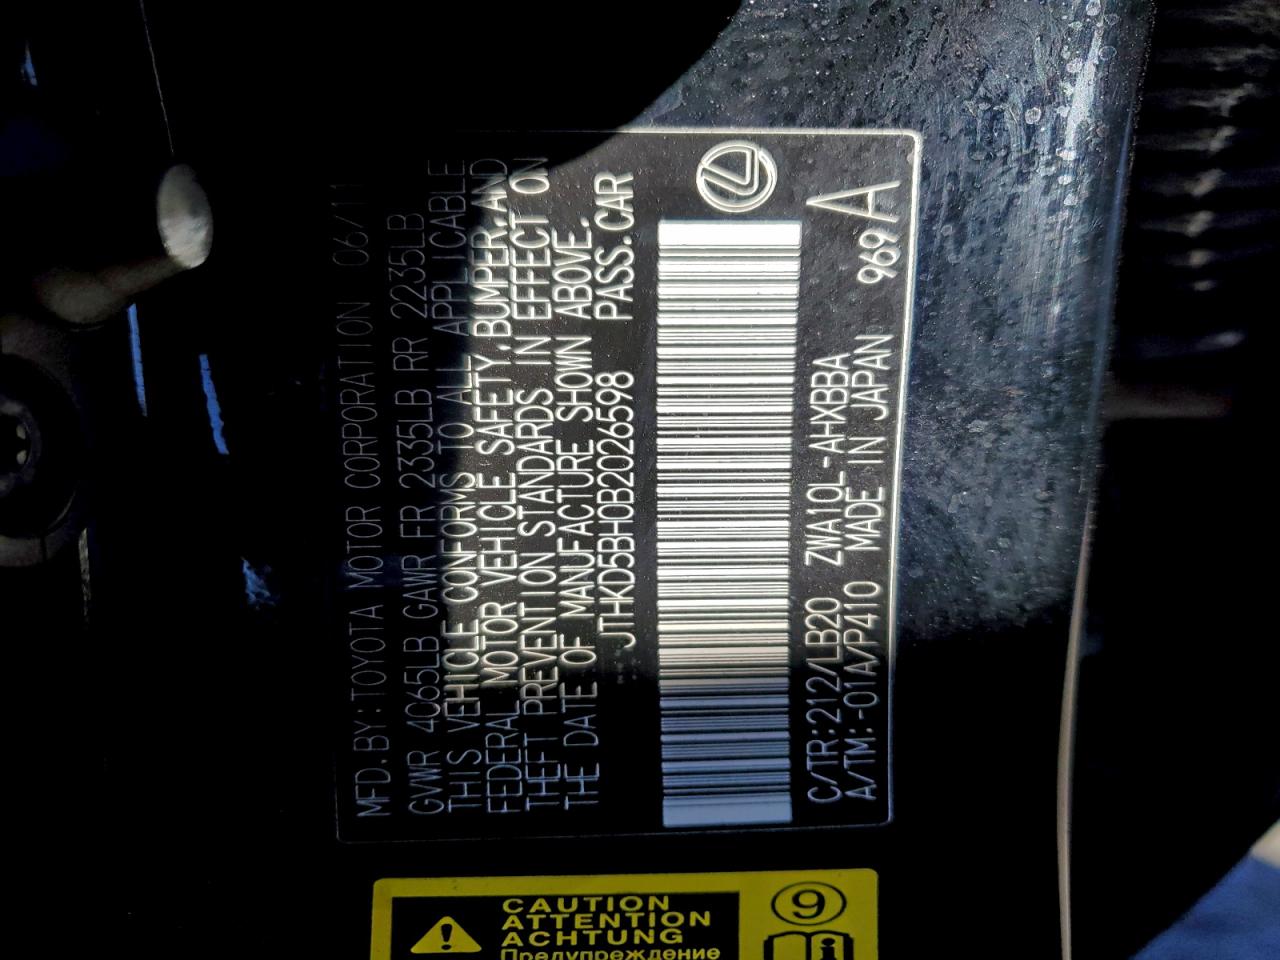 MFD.BY:TOYOTA MOTOR CORPORATION 06/11
GVWR 4065LB GAWR FR 2335LB RR 2235LB
THIS VEHICLE CONFORMS TO ALL APPLICABLE
FEDERAL MOTOR VEHICLE SAFETY,BUMPER,AND
THEFT PREVENTION STANDARDS IN EFFECT ON
THE DATE OF MANUFACTURE SHOWN ABOVE.
JTHKD5BH0B2026598 PASS.CAR
C/TR:212/LB20 ZWA10L-AHXBBA
A/TM:-01A/P410 MADE IN JAPAN 969 A
CAUTION
ATTENTION
ACHTUNG
Предупреждение
9
i